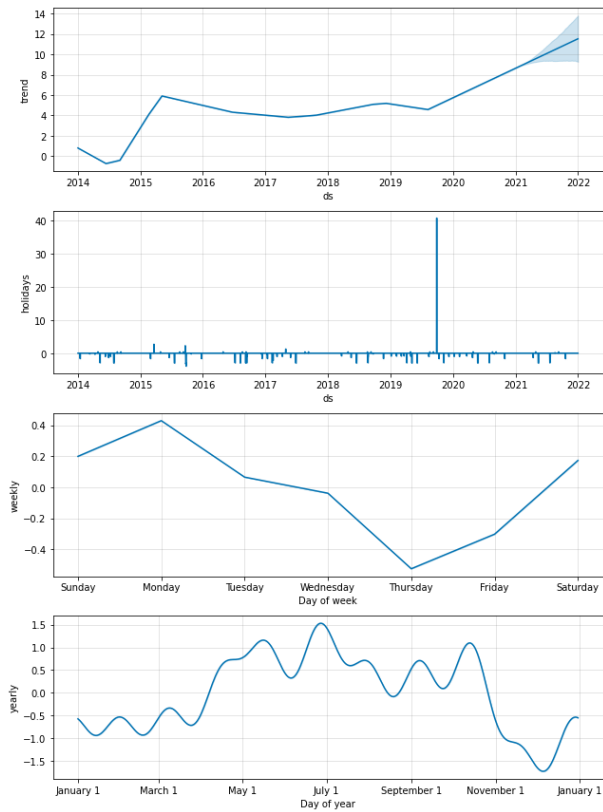 14
12
10
8
6
4
2
0
trend
2014 2015 2016 2017 2018 2019 2020 2021 2022
ds
40
30
20
10
0
holidays
2014 2015 2016 2017 2018 2019 2020 2021 2022
ds
0.4
0.2
0.0
−0.2
−0.4
weekly
Sunday Monday Tuesday Wednesday Thursday Friday Saturday
Day of week
1.5
1.0
0.5
0.0
−0.5
−1.0
−1.5
yearly
January 1 March 1 May 1 July 1 September 1 November 1 January 1
Day of year